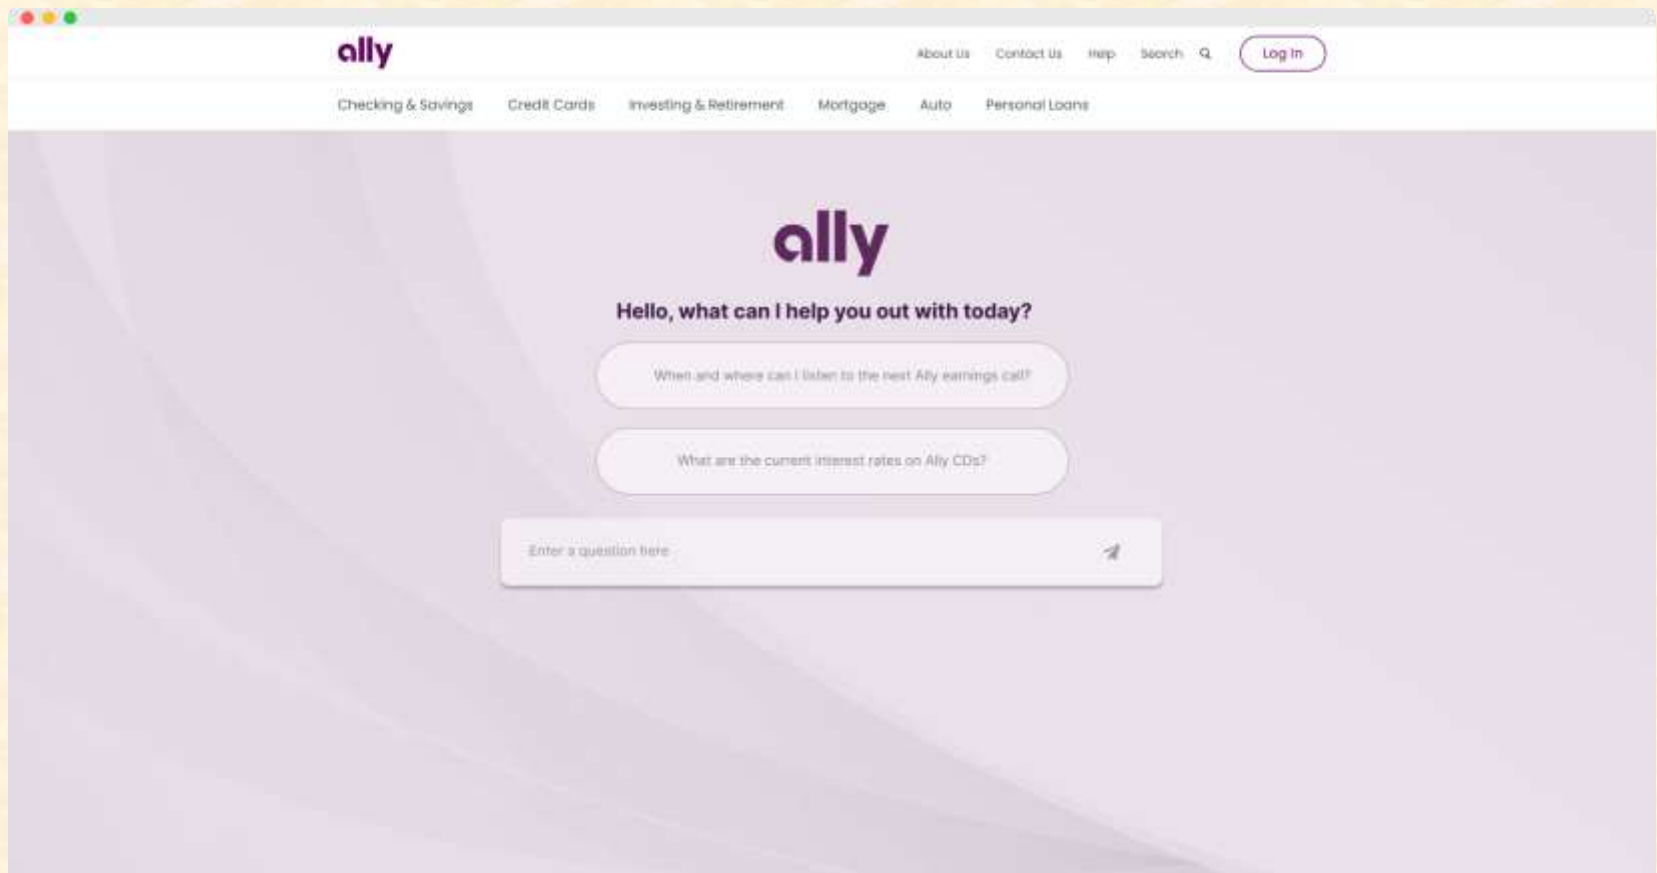 ally
About Us Contact Us Help Search Log In
Checking & Savings Credit Cards Investing & Retirement Mortgage Auto Personal Loans
ally
Hello, what can I help you out with today?
When and where can I listen to the next Ally earnings call?
What are the current interest rates on Ally CDs?
Enter a question here